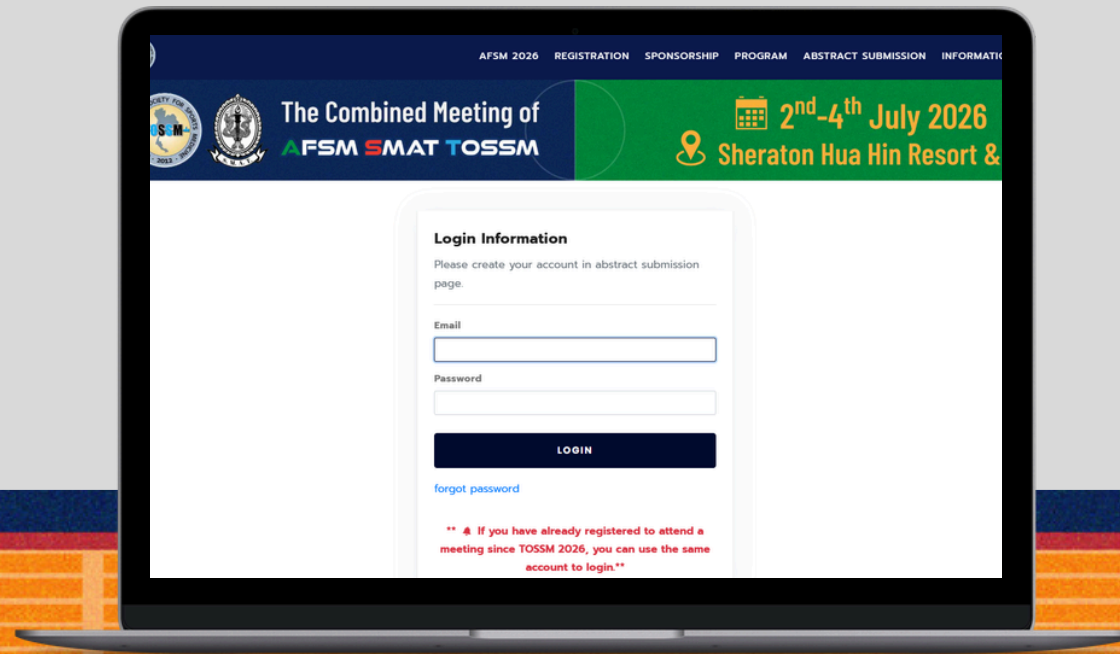 AFSM 2026 REGISTRATION SPONSORSHIP PROGRAM ABSTRACT SUBMISSION
The Combined Meeting of
AFSM SMAT TOSSM
2nd-4th July 2026
Sheraton Hua Hin Resort &
Login Information
Please create your account in abstract submission
page.
Email
Password
LOGIN
forgot password
** If you have already registered to attend a
meeting since TOSSM 2026, you can use the same
account to login.**